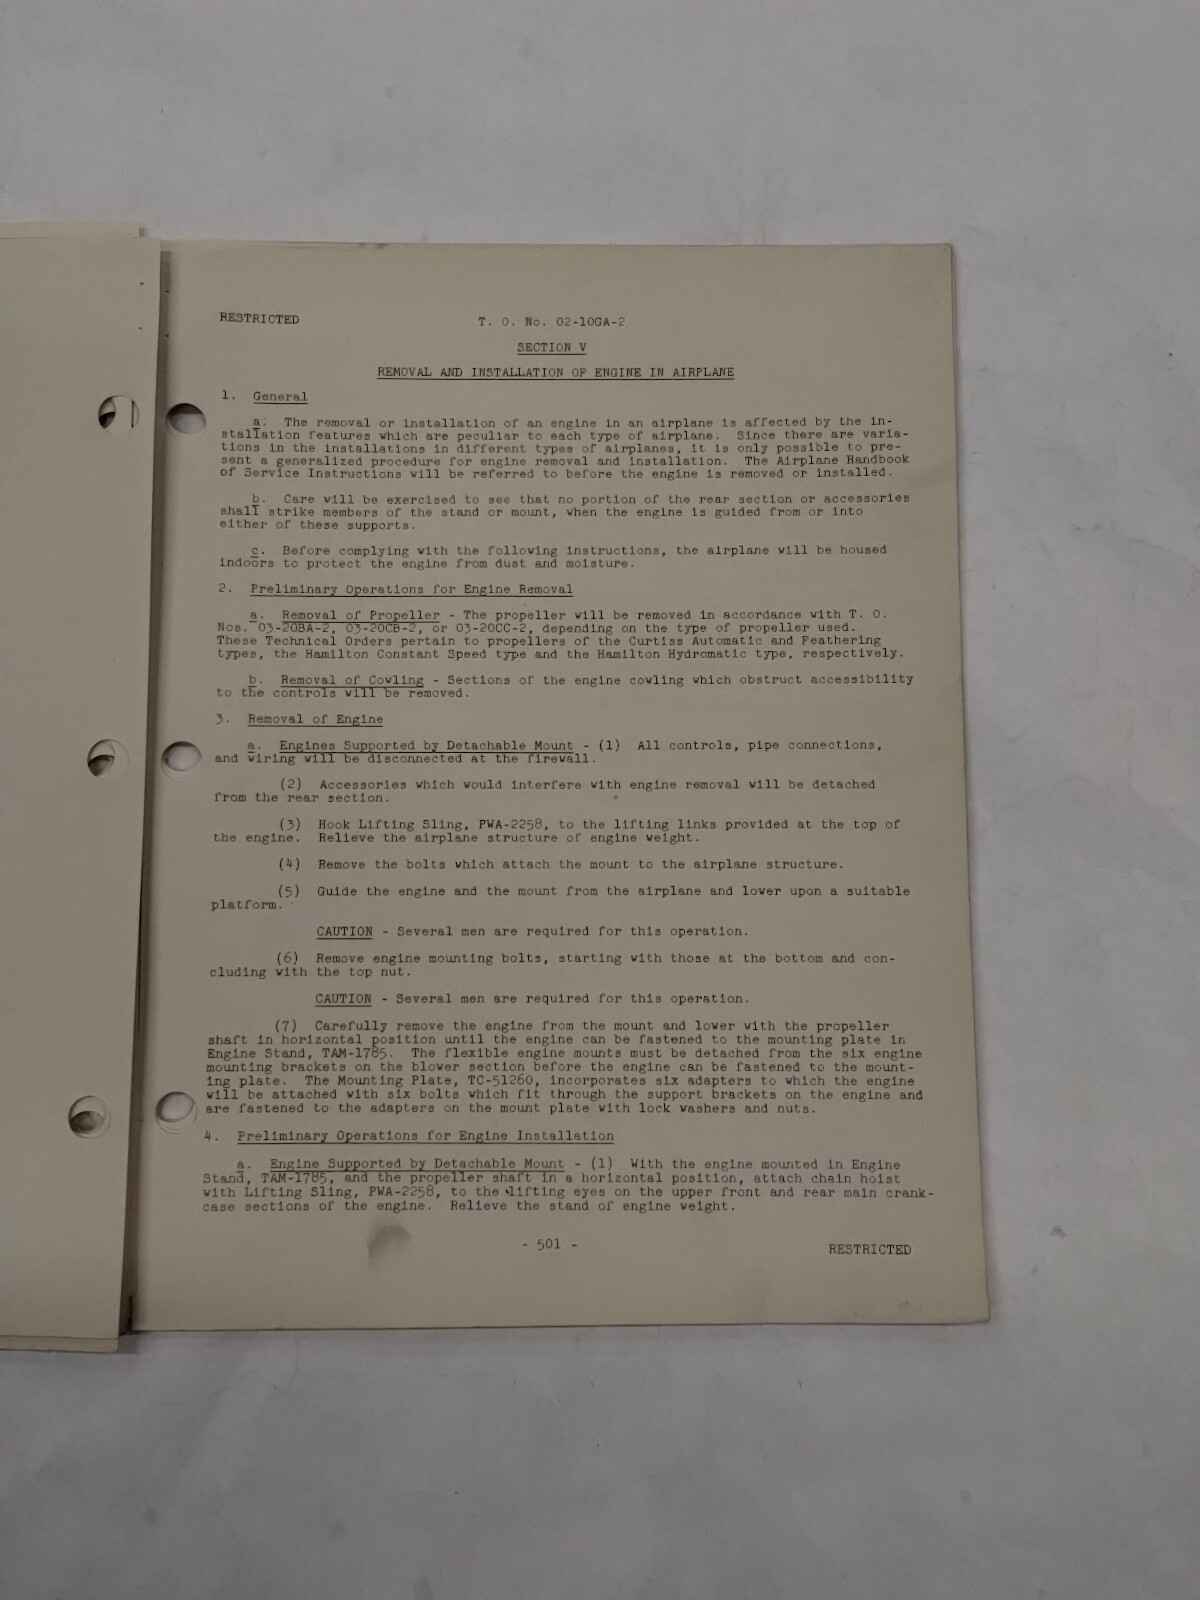 RESTRICTED
T. O. No. 02-10GA-2
SECTION V
REMOVAL AND INSTALLATION OF ENGINE IN AIRPLANE
1. General
a. The removal or installation of an engine in an airplane is affected by the in-
stallation features which are peculiar to each type of airplane. Since there are varia-
tions in the installations in different types of airplanes, it is only possible to pre-
sent a generalized procedure for engine removal and installation. The Airplane Handbook
of Service Instructions will be referred to before the engine is removed or installed.
b. Care will be exercised to see that no portion of the rear section or accessories
shall strike members of the stand or mount, when the engine is guided from or into
either of these supports.
c. Before complying with the following instructions, the airplane will be housed
indoors to protect the engine from dust and moisture.
2. Preliminary Operations for Engine Removal
a. Removal of Propeller - The propeller will be removed in accordance with T. O.
Nos. 03-20BA-2, 03-20CB-2, or 03-20CC-2, depending on the type of propeller used.
These Technical Orders pertain to propellers of the Curtiss Automatic and Feathering
types, the Hamilton Constant Speed type and the Hamilton Hydromatic type, respectively.
b. Removal of Cowling - Sections of the engine cowling which obstruct accessibility
to the controls will be removed.
3. Removal of Engine
a. Engines Supported by Detachable Mount - (1) All controls, pipe connections,
and wiring will be disconnected at the firewall.
(2) Accessories which would interfere with engine removal will be detached
from the rear section.
(3) Hook Lifting Sling, PWA-2258, to the lifting links provided at the top of
the engine. Relieve the airplane structure of engine weight.
(4) Remove the bolts which attach the mount to the airplane structure.
(5) Guide the engine and the mount from the airplane and lower upon a suitable
platform.
CAUTION - Several men are required for this operation.
(6) Remove engine mounting bolts, starting with those at the bottom and con-
cluding with the top nut.
CAUTION - Several men are required for this operation.
(7) Carefully remove the engine from the mount and lower with the propeller
shaft in horizontal position until the engine can be fastened to the mounting plate in
Engine Stand, TAM-1785. The flexible engine mounts must be detached from the six engine
mounting brackets on the blower section before the engine can be fastened to the mount-
ing plate. The Mounting Plate, TC-51260, incorporates six adapters to which the engine
will be attached with six bolts which fit through the support brackets on the engine and
are fastened to the adapters on the mount plate with lock washers and nuts.
4. Preliminary Operations for Engine Installation
a. Engine Supported by Detachable Mount - (1) With the engine mounted in Engine
Stand, TAM-1785, and the propeller shaft in a horizontal position, attach chain hoist
with Lifting Sling, PWA-2258, to the lifting eyes on the upper front and rear main crank-
case sections of the engine. Relieve the stand of engine weight.
- 501 -
RESTRICTED